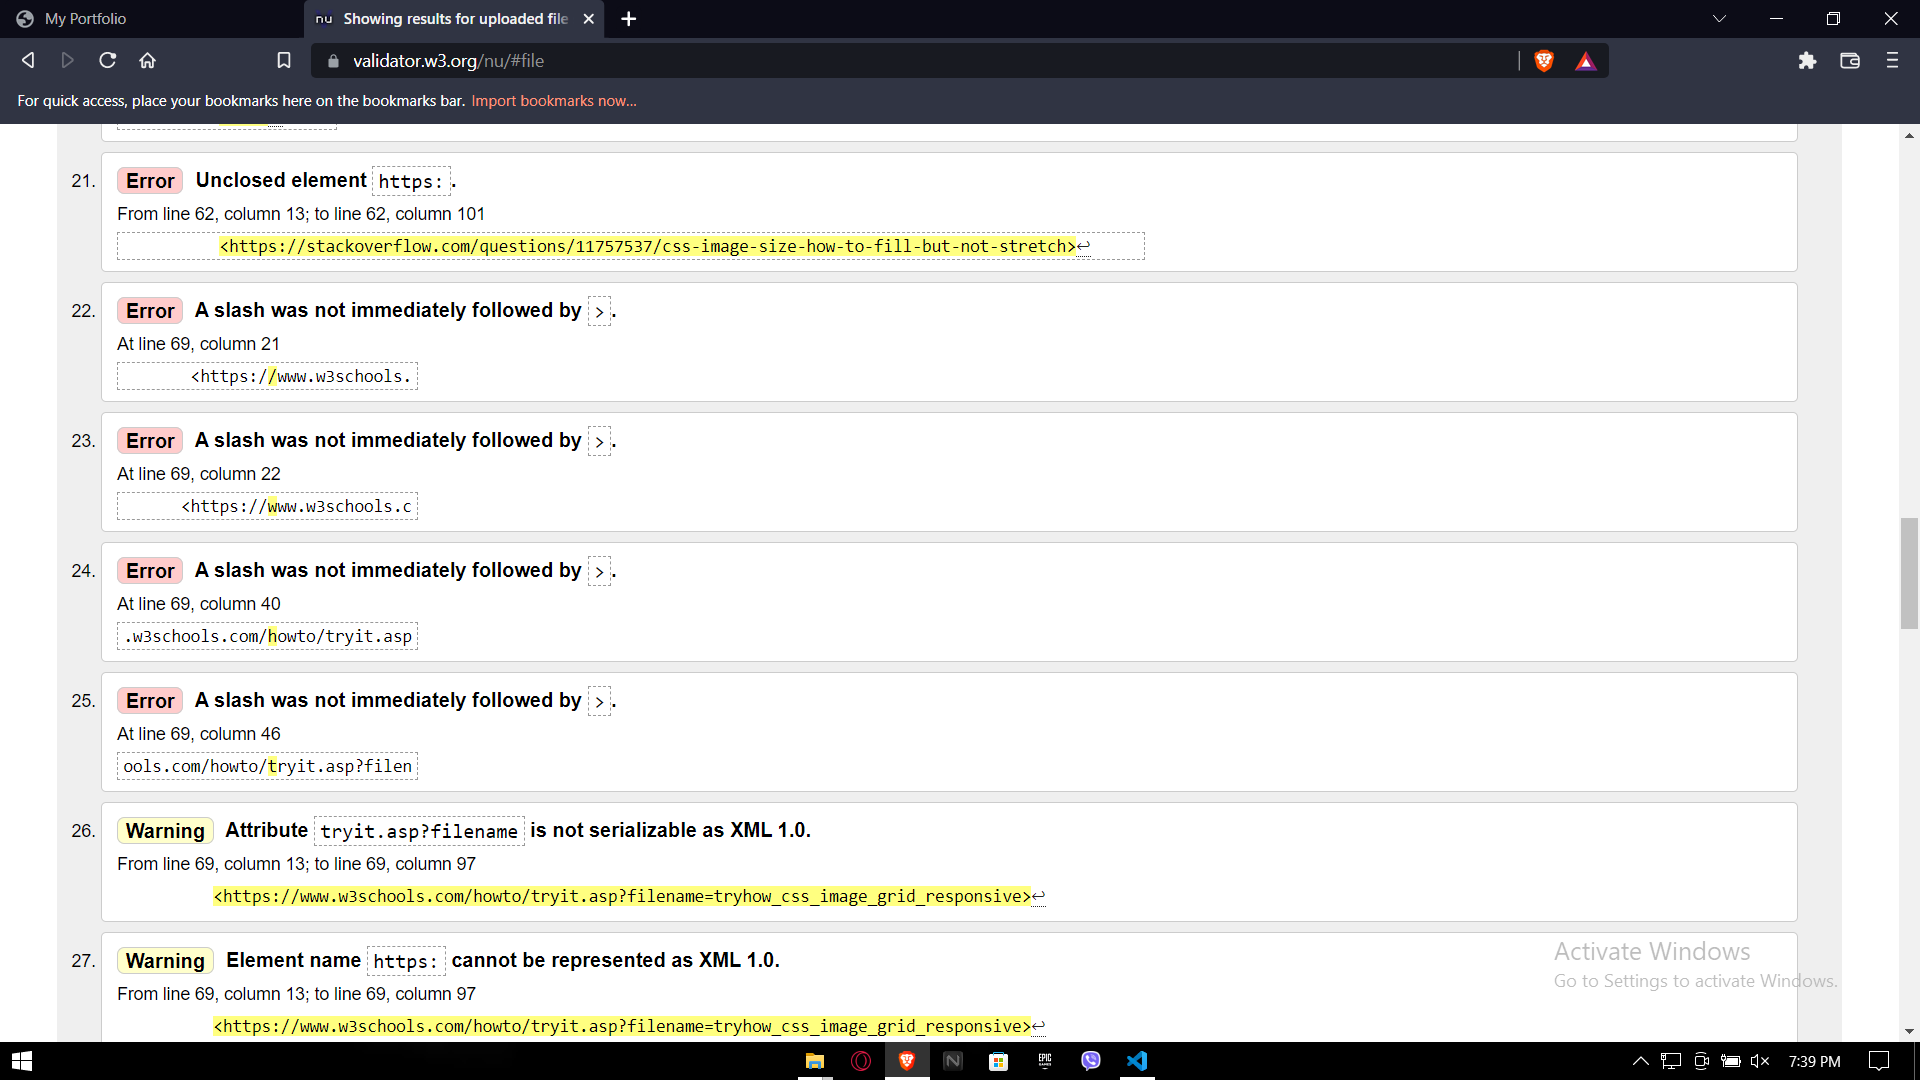 My Portfolio
nu Showing results for uploaded file
validator.w3.org/nu/#file
For quick access, place your bookmarks here on the bookmarks bar. Import bookmarks now...
21. Error Unclosed element https: .
From line 62, column 13; to line 62, column 101
<https://stackoverflow.com/questions/11757537/css-image-size-how-to-fill-but-not-stretch>↩
22. Error A slash was not immediately followed by > .
At line 69, column 21
<https://www.w3schools.
23. Error A slash was not immediately followed by > .
At line 69, column 22
<https://www.w3schools.c
24. Error A slash was not immediately followed by > .
At line 69, column 40
.w3schools.com/howto/tryit.asp
25. Error A slash was not immediately followed by > .
At line 69, column 46
ools.com/howto/tryit.asp?filen
26. Warning Attribute tryit.asp?filename is not serializable as XML 1.0.
From line 69, column 13; to line 69, column 97
<https://www.w3schools.com/howto/tryit.asp?filename=tryhow_css_image_grid_responsive>↩
27. Warning Element name https: cannot be represented as XML 1.0.
From line 69, column 13; to line 69, column 97
<https://www.w3schools.com/howto/tryit.asp?filename=tryhow_css_image_grid_responsive>↩
Activate Windows
Go to Settings to activate Windows.
EPIC
GAMES
7:39 PM